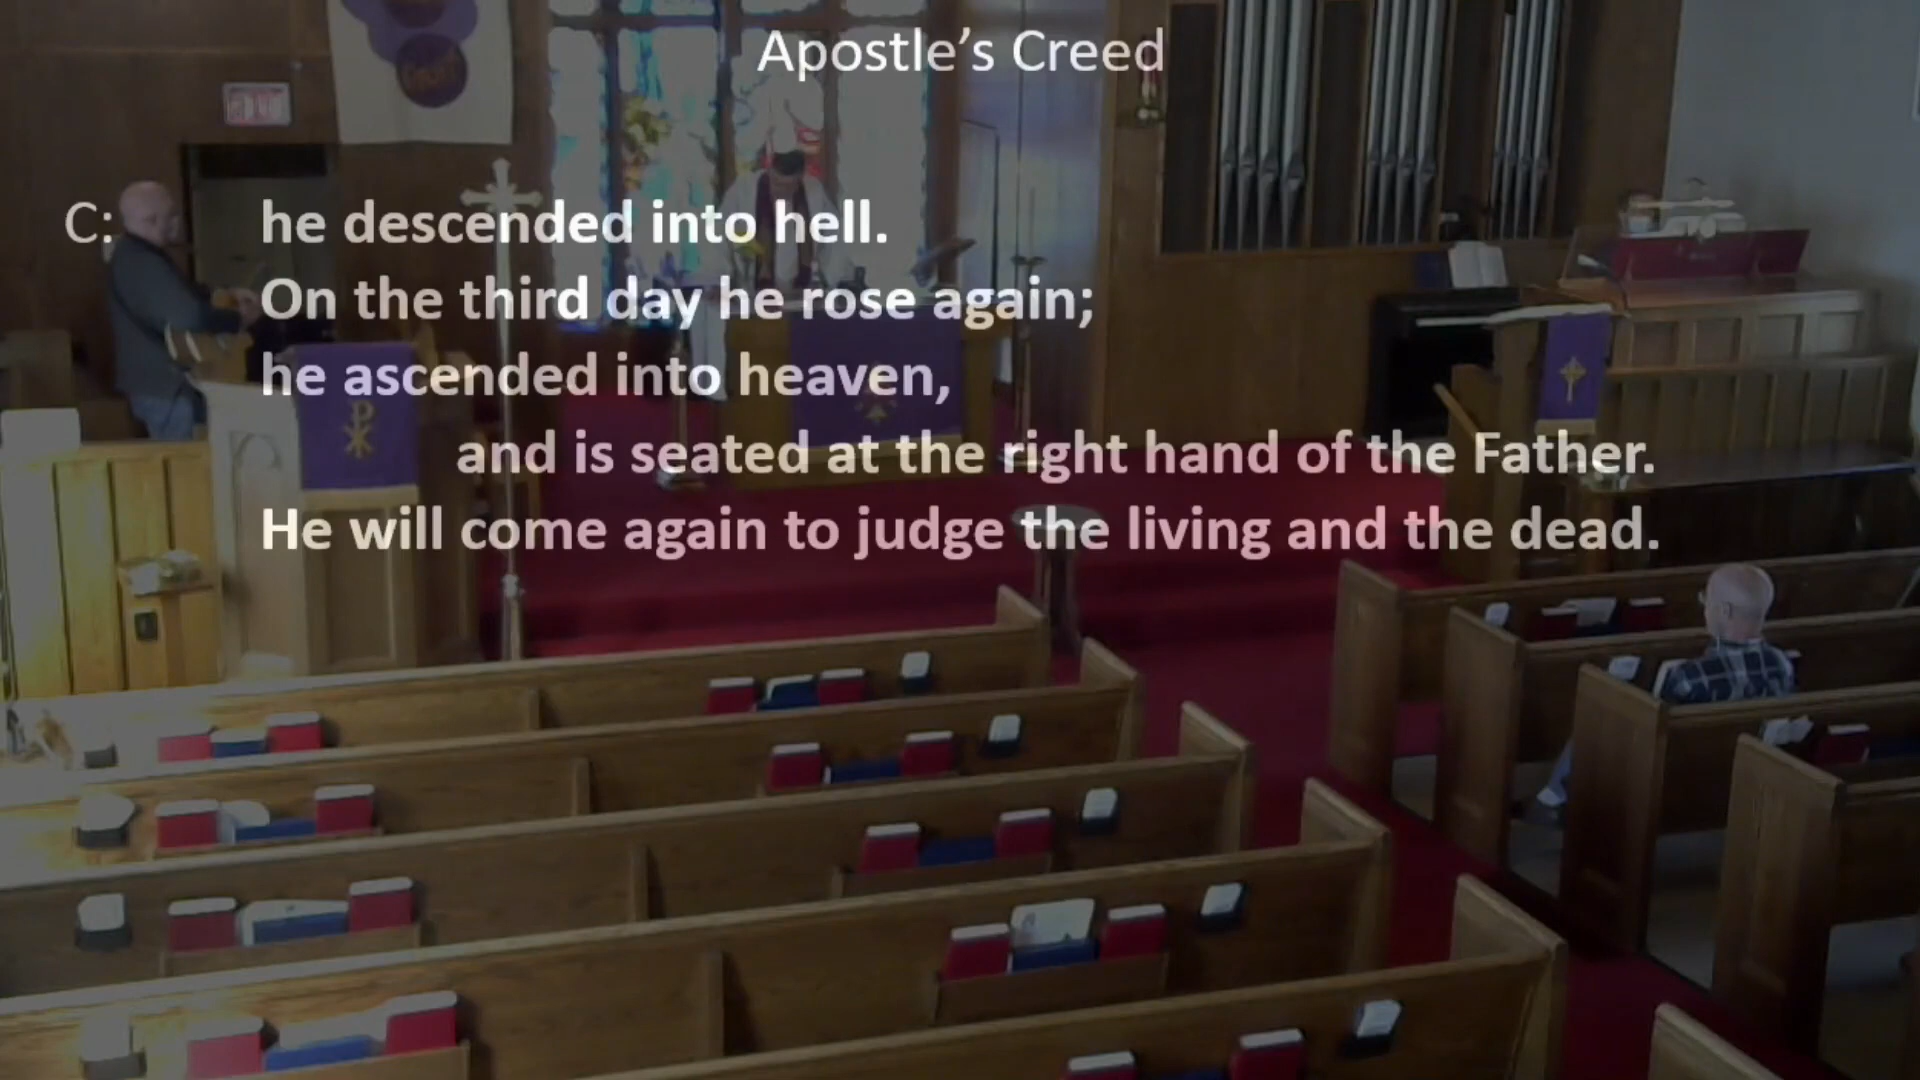 Apostle’s Creed
C: he descended into hell.
On the third day he rose again;
he ascended into heaven,
and is seated at the right hand of the Father.
He will come again to judge the living and the dead.